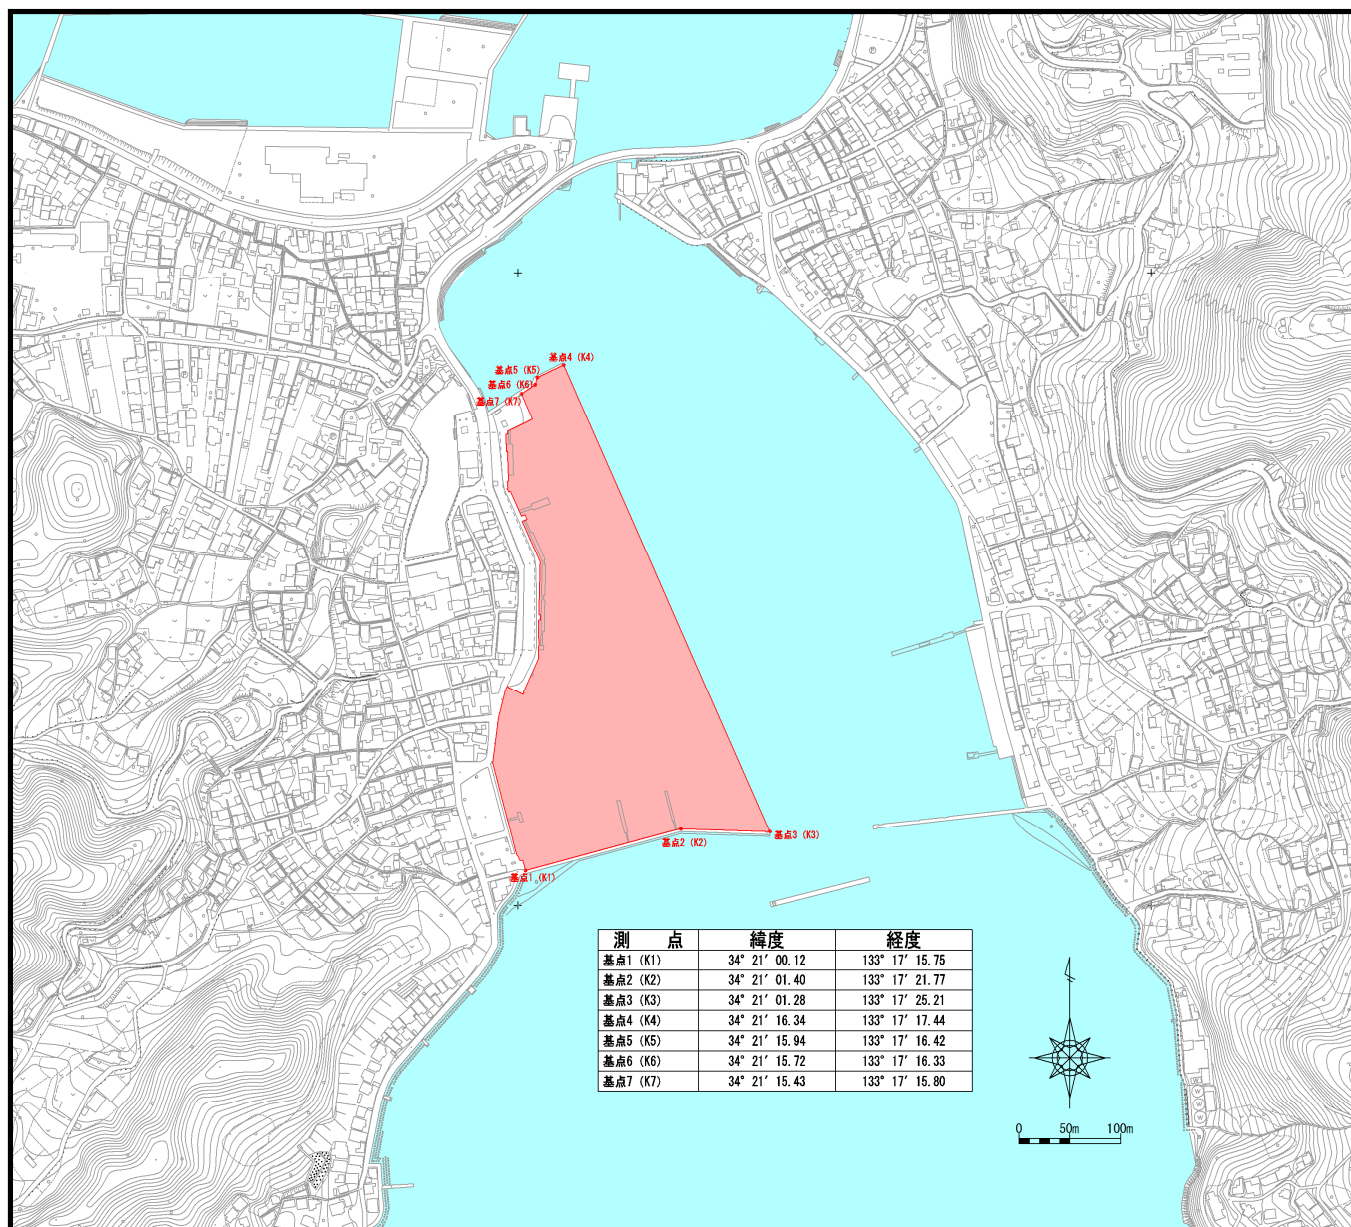 基点4 (K4)
基点5 (K5)
基点6 (K6)
基点7 (K7)
基点3 (K3)
基点2 (K2)
基点1 (K1)
測 点 緯度 経度
基点1 (K1) 34° 21′ 00.12 133° 17′ 15.75
基点2 (K2) 34° 21′ 01.40 133° 17′ 21.77
基点3 (K3) 34° 21′ 01.28 133° 17′ 25.21
基点4 (K4) 34° 21′ 16.34 133° 17′ 17.44
基点5 (K5) 34° 21′ 15.94 133° 17′ 16.42
基点6 (K6) 34° 21′ 15.72 133° 17′ 16.33
基点7 (K7) 34° 21′ 15.43 133° 17′ 15.80
0 50m 100m